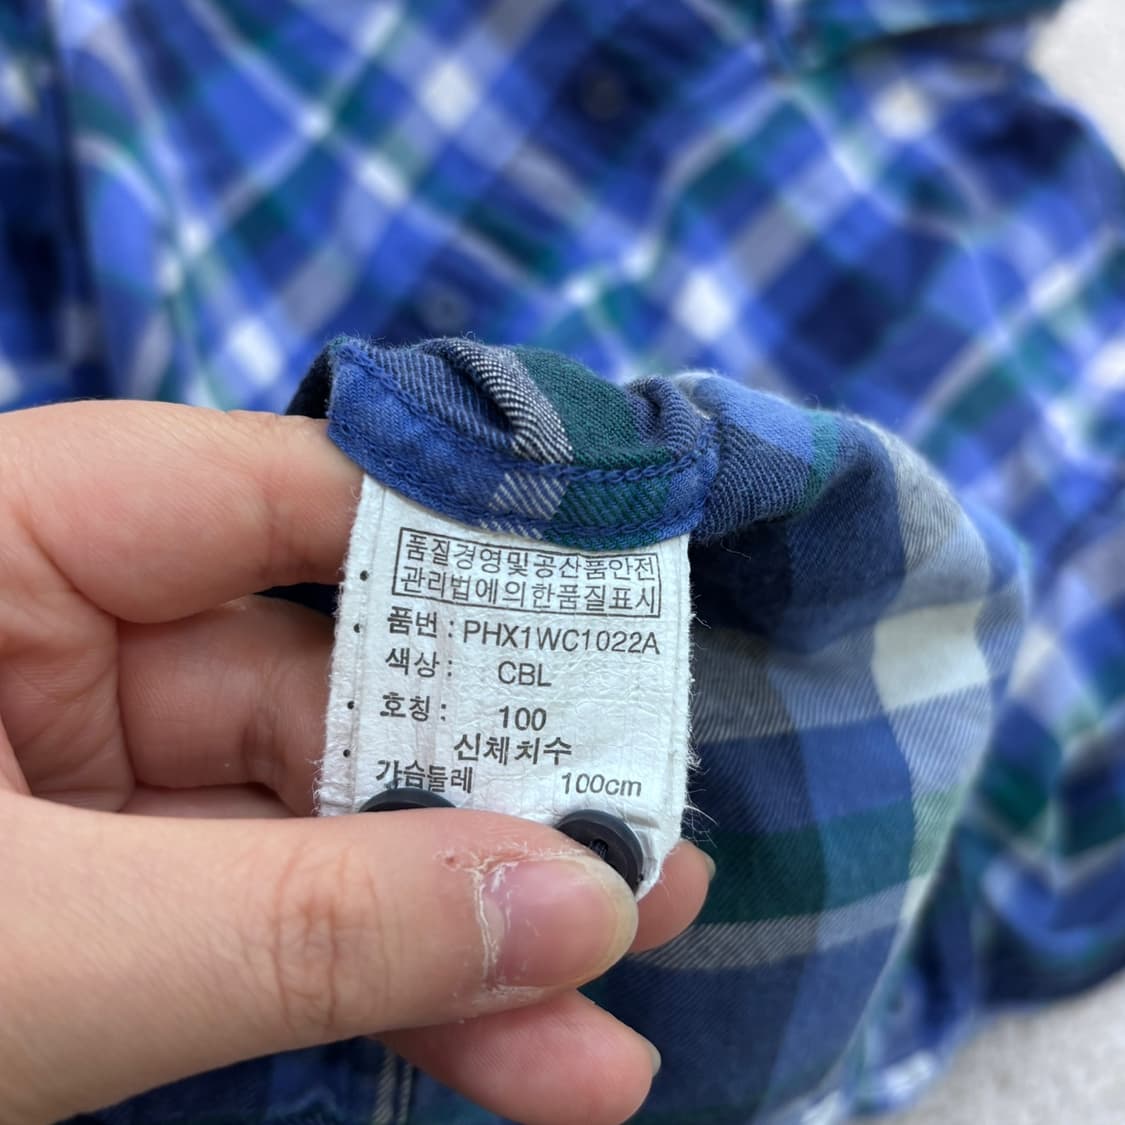 품질경영및공산품안전
관리법에의한품질표시
품번 : PHX1WC1022A
색상 : CBL
호칭 : 100
신체치수
가슴둘레 100cm